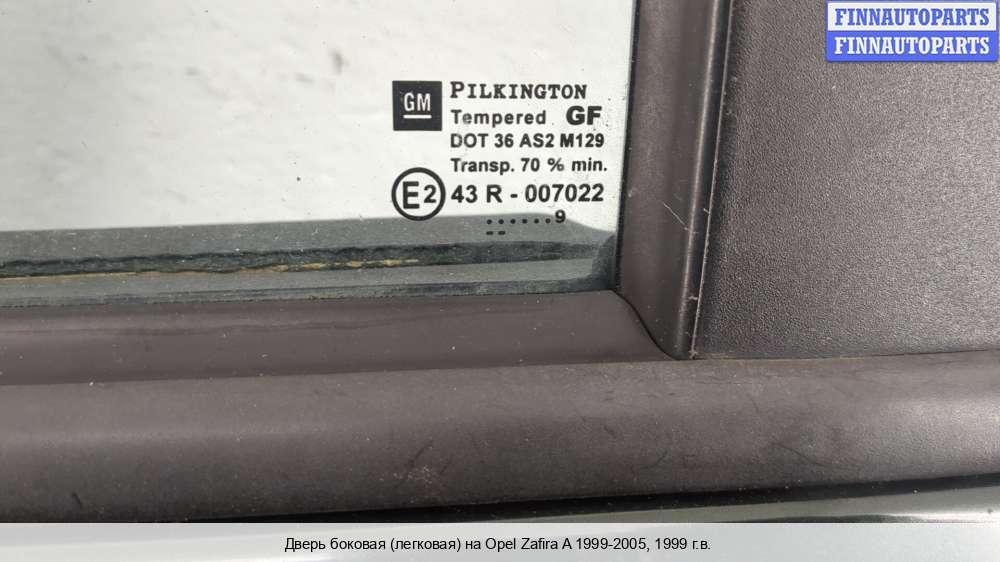 FINNAUTOPARTS
FINNAUTOPARTS
GM
PILKINGTON
Tempered GF
DOT 36 AS2 M129
Transp. 70 % min.
E2 43 R - 007022
.......9
--
Дверь боковая (легковая) на Opel Zafira A 1999-2005, 1999 г.в.